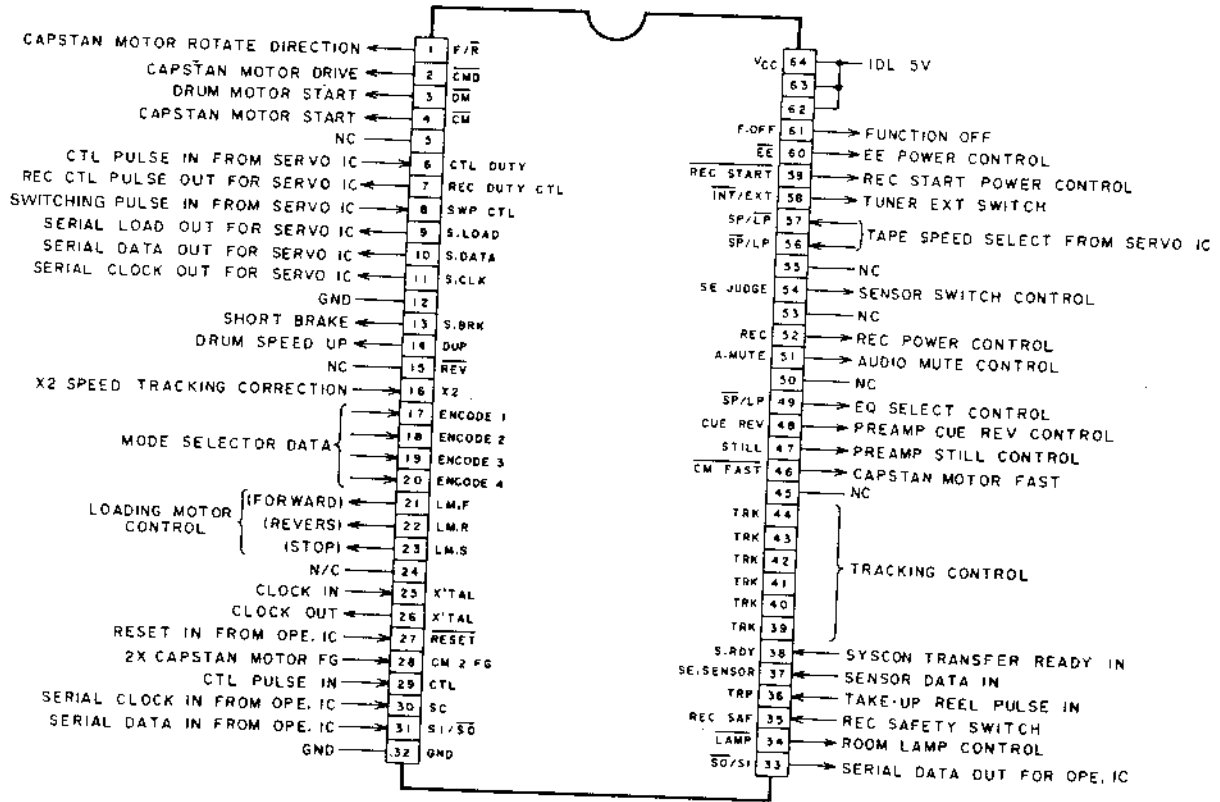 CAPSTAN MOTOR ROTATE DIRECTION 1 F/R
CAPSTAN MOTOR DRIVE 2 CMD
DRUM MOTOR START 3 DM
CAPSTAN MOTOR START 4 CM
NC 5
CTL PULSE IN FROM SERVO IC 6 CTL DUTY
REC CTL PULSE OUT FOR SERVO IC 7 REC DUTY CTL
SWITCHING PULSE IN FROM SERVO IC 8 SWP CTL
SERIAL LOAD OUT FOR SERVO IC 9 S.LOAD
SERIAL DATA OUT FOR SERVO IC 10 S.DATA
SERIAL CLOCK OUT FOR SERVO IC 11 S.CLK
GND 12
SHORT BRAKE 13 S.BRK
DRUM SPEED UP 14 DUP
NC 15 REV
X2 SPEED TRACKING CORRECTION 16 X2
MODE SELECTOR DATA
17 ENCODE 1
18 ENCODE 2
19 ENCODE 3
20 ENCODE 4
LOADING MOTOR
CONTROL
(FORWARD) 21 LM.F
(REVERS) 22 LM.R
(STOP) 23 LM.S
N/C 24
CLOCK IN 25 X'TAL
CLOCK OUT 26 X'TAL
RESET IN FROM OPE. IC 27 RESET
2X CAPSTAN MOTOR FG 28 CM 2 FG
CTL PULSE IN 29 CTL
SERIAL CLOCK IN FROM OPE. IC 30 SC
SERIAL DATA IN FROM OPE. IC 31 SI/SO
GND 32 GND
VCC 64 IDL 5V
63
62
F.OFF 61 FUNCTION OFF
EE 60 EE POWER CONTROL
REC START 59 REC START POWER CONTROL
INT/EXT 58 TUNER EXT SWITCH
SP/LP 57
SP/LP 56
TAPE SPEED SELECT FROM SERVO IC
55 NC
SE JUDGE 54 SENSOR SWITCH CONTROL
53 NC
REC 52 REC POWER CONTROL
A.MUTE 51 AUDIO MUTE CONTROL
50 NC
SP/LP 49 EQ SELECT CONTROL
CUE REV 48 PREAMP CUE REV CONTROL
STILL 47 PREAMP STILL CONTROL
CM FAST 46 CAPSTAN MOTOR FAST
45 NC
TRK 44
TRK 43
TRK 42
TRK 41
TRK 40
TRK 39
TRACKING CONTROL
S.RDY 38 SYSCON TRANSFER READY IN
SE.SENSOR 37 SENSOR DATA IN
TRP 36 TAKE-UP REEL PULSE IN
REC SAF 35 REC SAFETY SWITCH
LAMP 34 ROOM LAMP CONTROL
SO/SI 33 SERIAL DATA OUT FOR OPE. IC